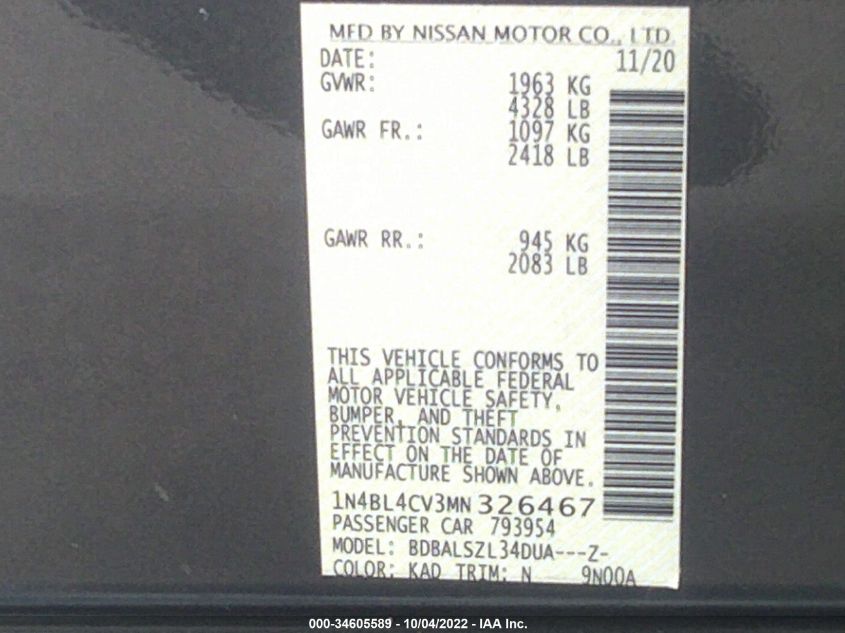 MFD BY NISSAN MOTOR CO., LTD.
DATE: 11/20
GVWR: 1963 KG
4328 LB
GAWR FR.: 1097 KG
2418 LB
GAWR RR.: 945 KG
2083 LB
THIS VEHICLE CONFORMS TO
ALL APPLICABLE FEDERAL
MOTOR VEHICLE SAFETY,
BUMPER, AND THEFT
PREVENTION STANDARDS IN
EFFECT ON THE DATE OF
MANUFACTURE SHOWN ABOVE.
1N4BL4CV3MN 326467
PASSENGER CAR 793954
MODEL: BDBALSZL34DUA---Z-
COLOR: KAD TRIM: N 9N00A
000-34605589 - 10/04/2022 - IAA Inc.